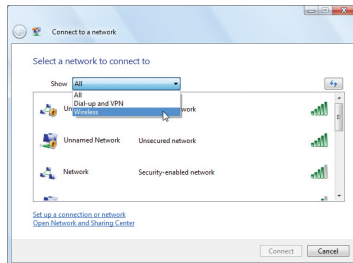 Connect to a network
Select a network to connect to
Show All
All
Dial-up and VPN
Wireless
Unnamed Network Unsecured network
Network Security-enabled network
Set up a connection or network
Open Network and Sharing Center
Connect Cancel